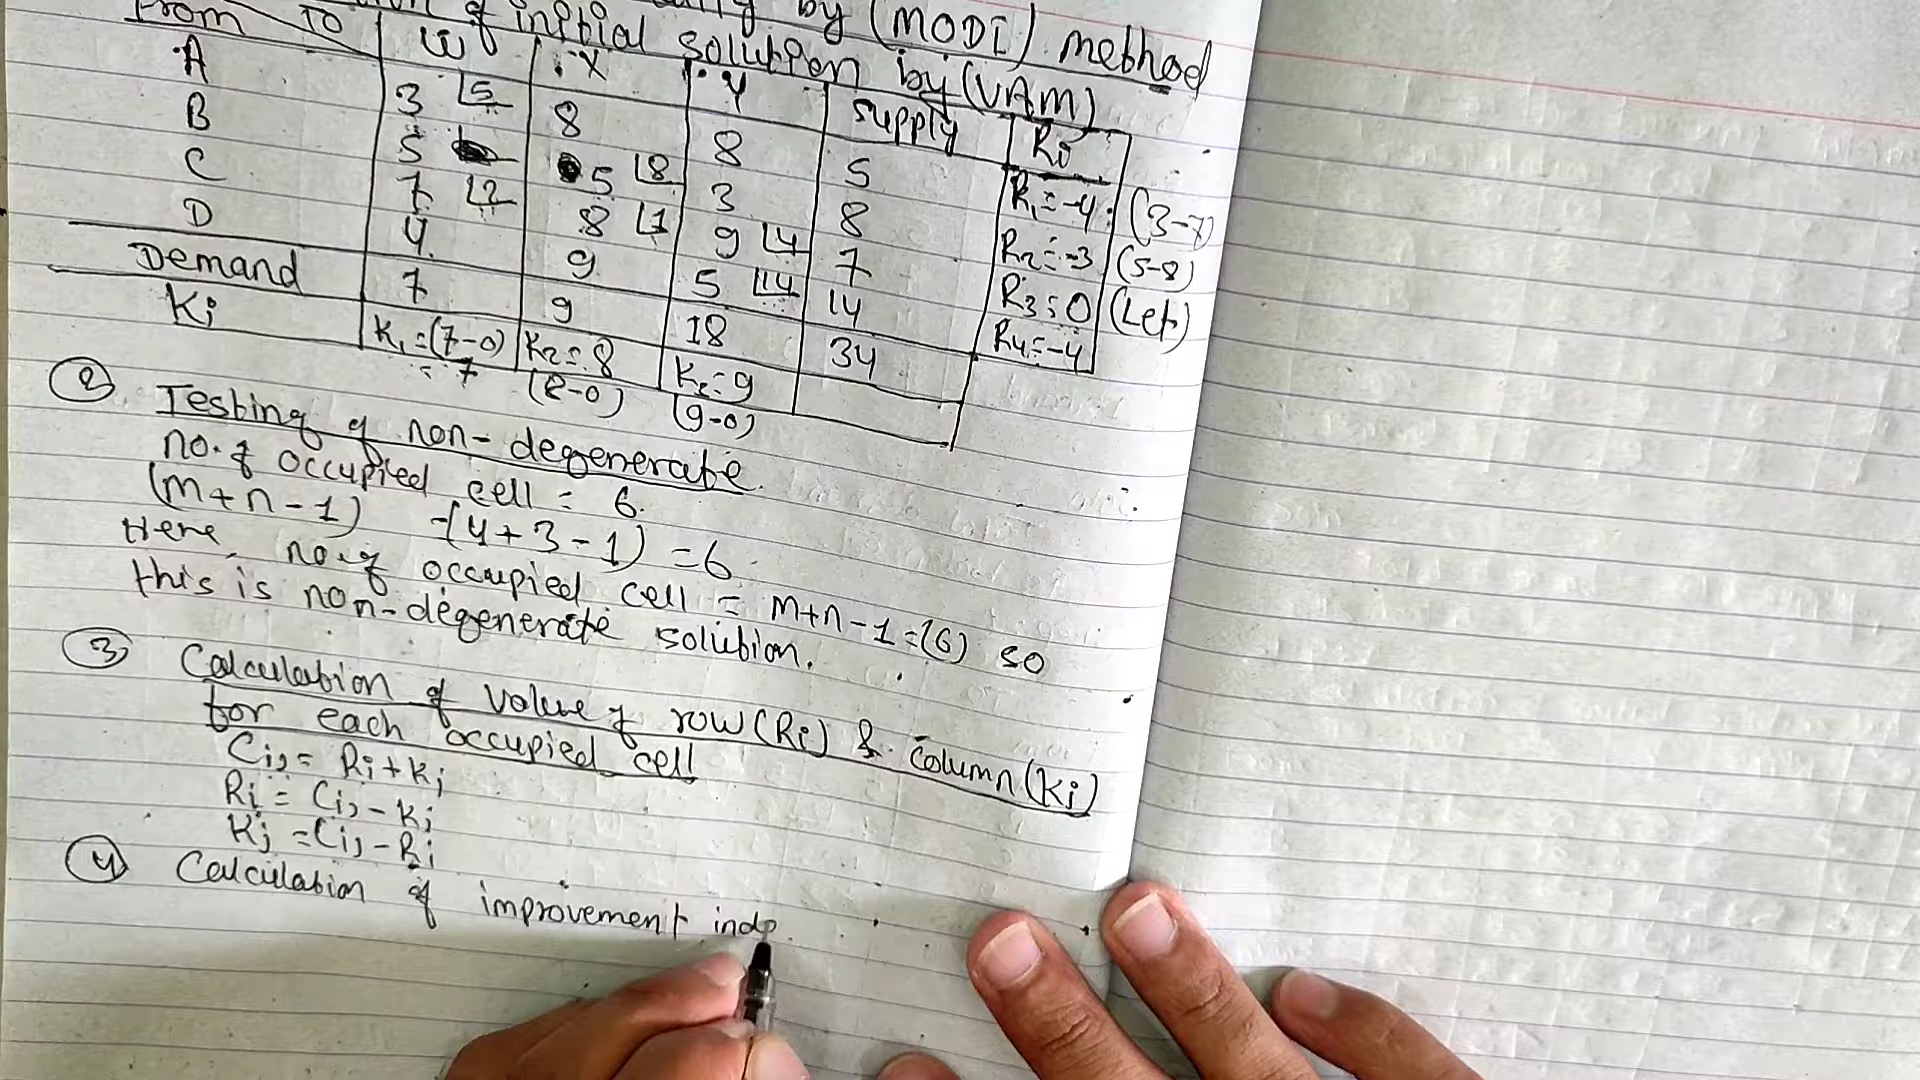 of initial solution by (MODI) method
by (VAM)
From To W X Y Supply Ri
A 3 5 8 8 5 R1=-4 (3-7)
B 5 5 8 3 8 R2=-3 (5-8)
C 7 2 8 1 9 4 7 R3=0 (Let)
D 4 9 5 14 14 R4=-4
Demand 7 9 18 34
Kj K1=(7-0) K2=8 K2=9
=7 (8-0) (9-0)
② Testing of non-degenerate
no. of occupied cell = 6.
(m+n-1) =(4+3-1) =6.
Here, no. of occupied cell = m+n-1=(6) so
this is non-degenerate solution.
③ Calculation of value of row(Ri) & column(Kj)
for each occupied cell
Cij = Ri+Kj
Ri = Cij-Kj
Kj = Cij-Ri
④ Calculation of improvement inde